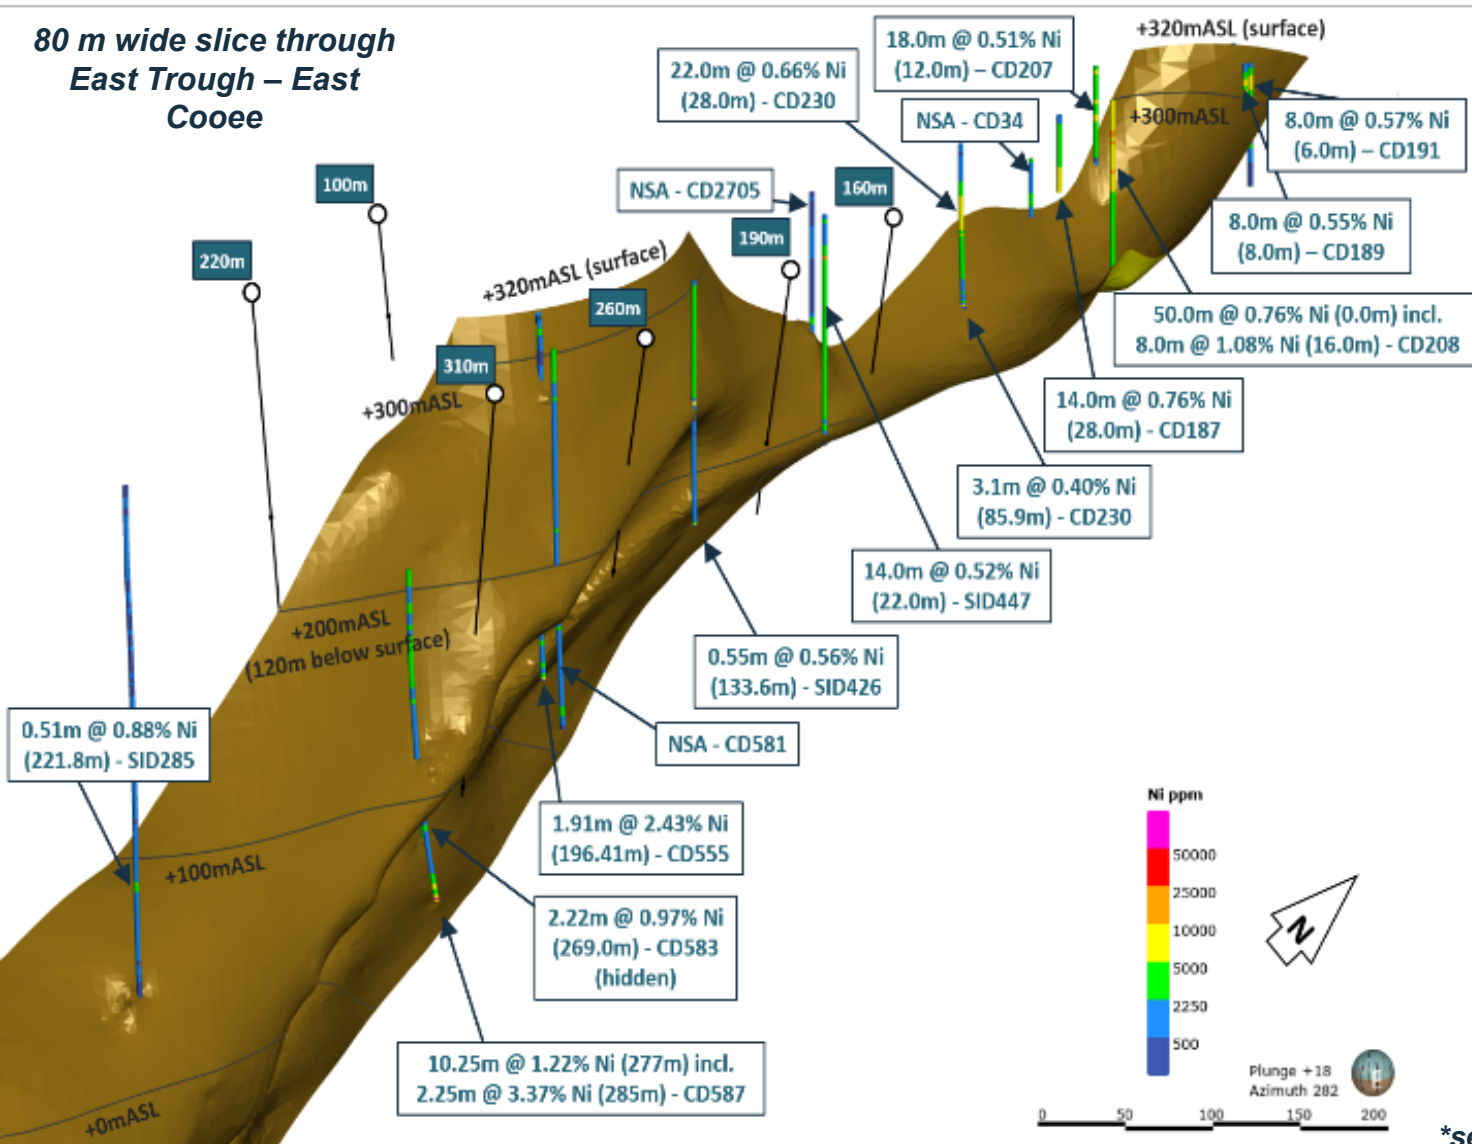 80 m wide slice through
East Trough – East
Cooee
+320mASL (surface)
18.0m @ 0.51% Ni
(12.0m) – CD207
22.0m @ 0.66% Ni
(28.0m) - CD230
NSA - CD34
+300mASL
8.0m @ 0.57% Ni
(6.0m) – CD191
100m
NSA - CD2705
160m
190m
8.0m @ 0.55% Ni
(8.0m) – CD189
220m
+320mASL (surface)
260m
50.0m @ 0.76% Ni (0.0m) incl.
8.0m @ 1.08% Ni (16.0m) - CD208
310m
+300mASL
14.0m @ 0.76% Ni
(28.0m) - CD187
3.1m @ 0.40% Ni
(85.9m) - CD230
14.0m @ 0.52% Ni
(22.0m) - SID447
+200mASL
(120m below surface)
0.55m @ 0.56% Ni
(133.6m) - SID426
0.51m @ 0.88% Ni
(221.8m) - SID285
NSA - CD581
1.91m @ 2.43% Ni
(196.41m) - CD555
+100mASL
2.22m @ 0.97% Ni
(269.0m) - CD583
(hidden)
10.25m @ 1.22% Ni (277m) incl.
2.25m @ 3.37% Ni (285m) - CD587
+0mASL
Ni ppm
50000
25000
10000
5000
2250
500
N
Plunge +18
Azimuth 282
0 50 100 150 200
*se